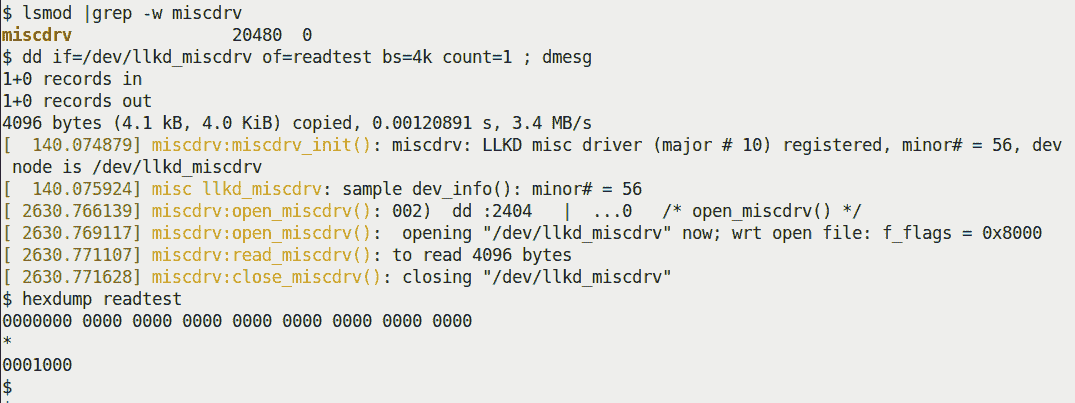 $ lsmod |grep -w miscdrv
miscdrv                20480  0
$ dd if=/dev/llkd_miscdrv of=readtest bs=4k count=1 ; dmesg
1+0 records in
1+0 records out
4096 bytes (4.1 kB, 4.0 KiB) copied, 0.00120891 s, 3.4 MB/s
[  140.074879] miscdrv:miscdrv_init(): miscdrv: LLKD misc driver (major # 10) registered, minor# = 56, dev
 node is /dev/llkd_miscdrv
[  140.075924] misc llkd_miscdrv: sample dev_info(): minor# = 56
[ 2630.766139] miscdrv:open_miscdrv(): 002)  dd :2404   |  ...0   /* open_miscdrv() */
[ 2630.769117] miscdrv:open_miscdrv():  opening "/dev/llkd_miscdrv" now; wrt open file: f_flags = 0x8000
[ 2630.771107] miscdrv:read_miscdrv(): to read 4096 bytes
[ 2630.771628] miscdrv:close_miscdrv(): closing "/dev/llkd_miscdrv"
$ hexdump readtest
0000000 0000 0000 0000 0000 0000 0000 0000 0000
*
0001000
$